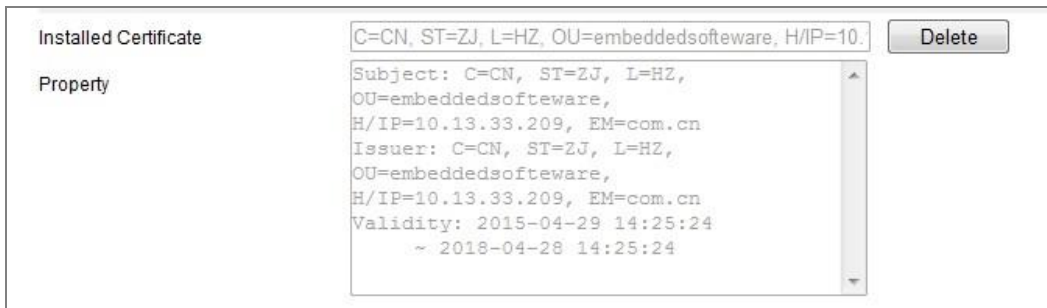 Installed Certificate
C=CN, ST=ZJ, L=HZ, OU=embeddedsofteware, H/IP=10.
Delete
Property
Subject: C=CN, ST=ZJ, L=HZ,
OU=embeddedsofteware,
H/IP=10.13.33.209, EM=com.cn
Issuer: C=CN, ST=ZJ, L=HZ,
OU=embeddedsofteware,
H/IP=10.13.33.209, EM=com.cn
Validity: 2015-04-29 14:25:24
~ 2018-04-28 14:25:24